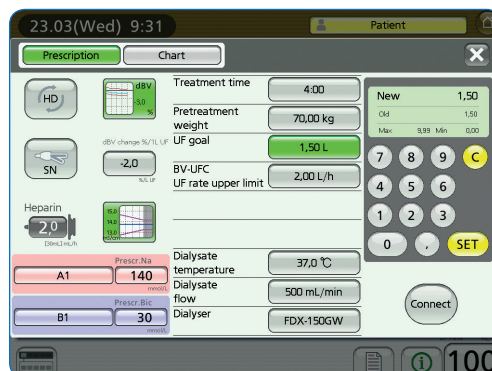 23.03(Wed) 9:31
Patient
Prescription
Chart
HD
dBV
-3,0
%
dBV change %/1L UF
SN
-2,0
%/L UF
Heparin
2,0
[30mL] mL/h
15,0
14,0
13,0
mS/cm
Prescr.Na
A1
140
mmol/L
Prescr.Bic
B1
30
mmol/L
Treatment time
4:00
Pretreatment
weight
70,00 kg
UF goal
1,50 L
BV-UFC
UF rate upper limit
2,00 L/h
Dialysate
temperature
37,0 °C
Dialysate
flow
500 mL/min
Dialyser
FDX-150GW
New 1,50
Old 1,50
Max 9,99 Min 0,00
7 8 9 C
4 5 6
1 2 3
0 , SET
Connect
100